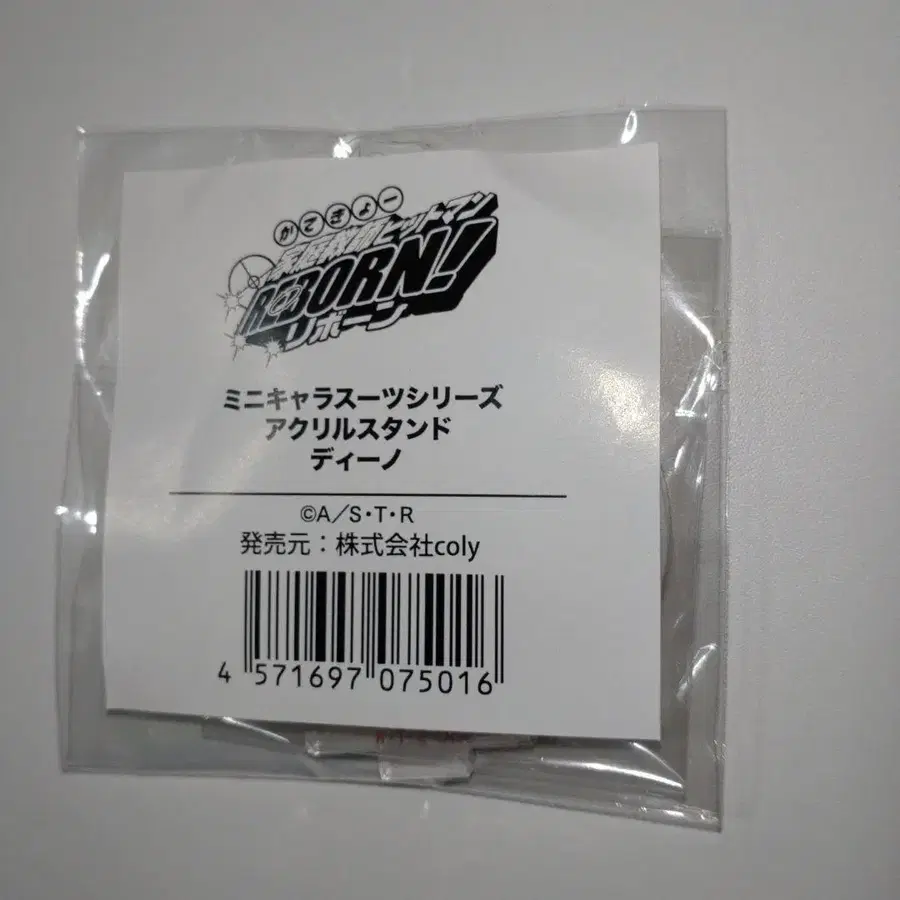 かてきょー
家庭教師ヒットマン
REBORN!
リボーン
ミニキャラスーツシリーズ
アクリルスタンド
ディーノ
©A/S・T・R
発売元：株式会社coly
4 571697 075016